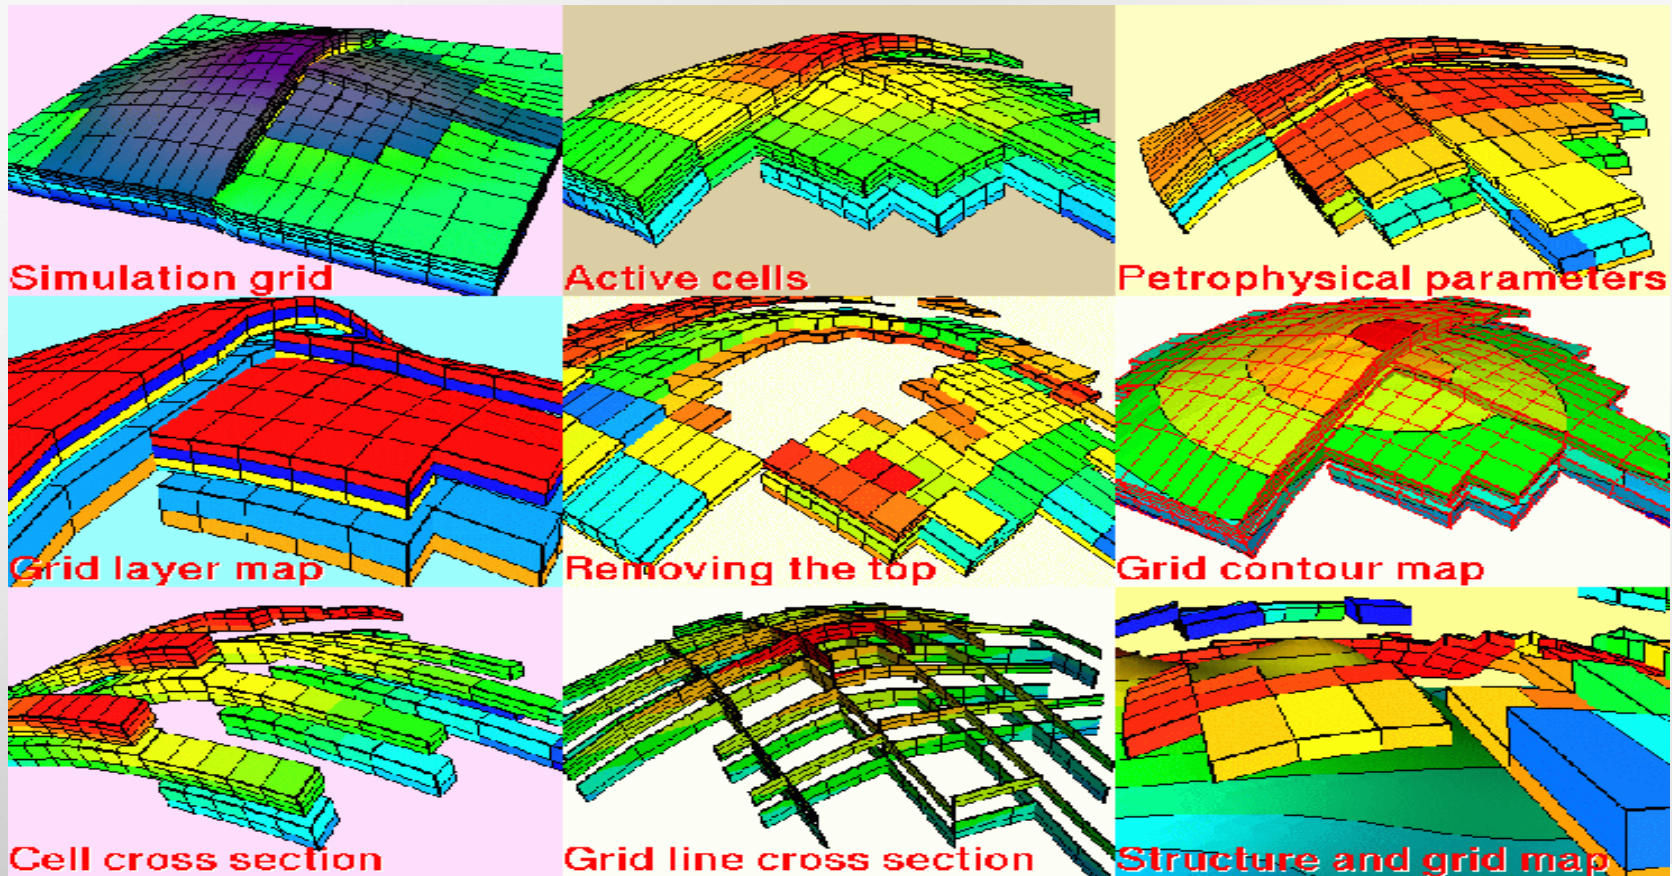 Simulation grid
Active cells
Petrophysical parameters
Grid layer map
Removing the top
Grid contour map
Cell cross section
Grid line cross section
Structure and grid map